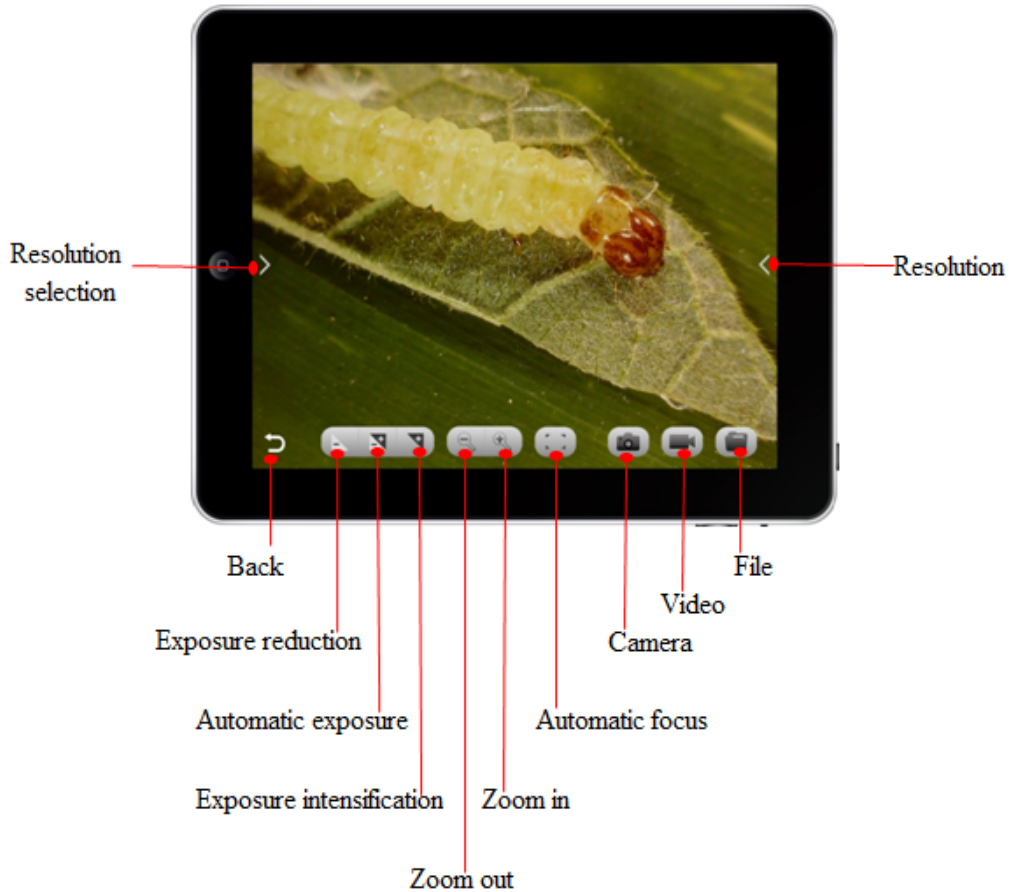 Resolution
selection
Resolution
Back
File
Video
Exposure reduction
Camera
Automatic exposure
Automatic focus
Exposure intensification
Zoom in
Zoom out